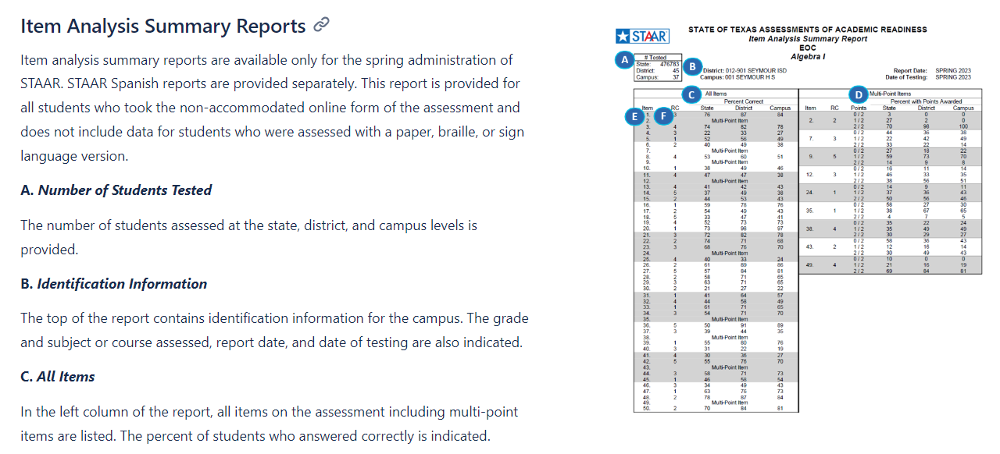 Item Analysis Summary Reports
Item analysis summary reports are available only for the spring administration of
STAAR. STAAR Spanish reports are provided separately. This report is provided for
all students who took the non-accommodated online form of the assessment and
does not include data for students who were assessed with a paper, braille, or sign
language version.
A. Number of Students Tested
The number of students assessed at the state, district, and campus levels is
provided.
B. Identification Information
The top of the report contains identification information for the campus. The grade
and subject or course assessed, report date, and date of testing are also indicated.
C. All Items
In the left column of the report, all items on the assessment including multi-point
items are listed. The percent of students who answered correctly is indicated.
STAAR
STATE OF TEXAS ASSESSMENTS OF ACADEMIC READINESS
Item Analysis Summary Report
EOC
Algebra I
A
# Tested
State: 476783
District: 45
Campus: 37
B
District: 012-901 SEYMOUR ISD
Campus: 001 SEYMOUR H S
Report Date: SPRING 2023
Date of Testing: SPRING 2023
C All Items
Percent Correct
Item RC State District Campus
E F
1. 3 76 87 84
2. Multi-Point Item
3. 4 74 82 78
4. 3 22 33 27
5. 1 52 56 49
6. 2 40 49 38
7. Multi-Point Item
8. 4 53 60 51
9. Multi-Point Item
10. 1 38 49 46
11. 4 47 47 38
12. Multi-Point Item
13. 4 41 42 43
14. 5 37 49 38
15. 2 44 53 43
16. 1 59 78 76
17. 2 54 49 43
18. 5 33 47 41
19. 4 52 73 73
20. 1 73 98 97
21. 3 72 82 78
22. 2 74 71 68
23. 3 68 76 70
24. Multi-Point Item
25. 4 40 33 24
26. 2 61 89 86
27. 5 57 84 81
28. 2 58 71 65
29. 3 63 71 65
30. 2 21 27 22
31. 1 41 64 57
32. 4 44 58 49
33. 1 61 71 65
34. 3 54 71 70
35. Multi-Point Item
36. 5 50 91 89
37. 3 39 44 35
38. Multi-Point Item
39. 1 55 80 76
40. 3 31 22 19
41. 4 30 36 27
42. 5 55 76 70
43. Multi-Point Item
44. 3 58 71 73
45. 1 46 58 54
46. 3 34 49 43
47. 1 63 76 73
48. 2 78 87 84
49. Multi-Point Item
50. 2 70 84 81
D Multi-Point Items
Percent with Points Awarded
Item RC Points State District Campus
0 / 2 3 0 0
2. 2 1 / 2 27 2 0
2 / 2 70 98 100
0 / 2 44 36 38
7. 3 1 / 2 22 42 49
2 / 2 33 22 14
0 / 2 27 18 22
9. 5 1 / 2 59 73 70
2 / 2 14 9 8
0 / 2 16 11 14
12. 3 1 / 2 46 33 35
2 / 2 38 56 51
0 / 2 14 9 11
24. 1 1 / 2 37 36 43
2 / 2 50 56 46
0 / 2 58 27 30
35. 1 1 / 2 38 67 65
2 / 2 4 7 5
0 / 2 35 22 24
38. 4 1 / 2 35 49 49
2 / 2 30 29 27
0 / 2 58 36 43
43. 2 1 / 2 12 16 14
2 / 2 30 49 43
0 / 2 10 0 0
49. 4 1 / 2 21 16 19
2 / 2 69 84 81